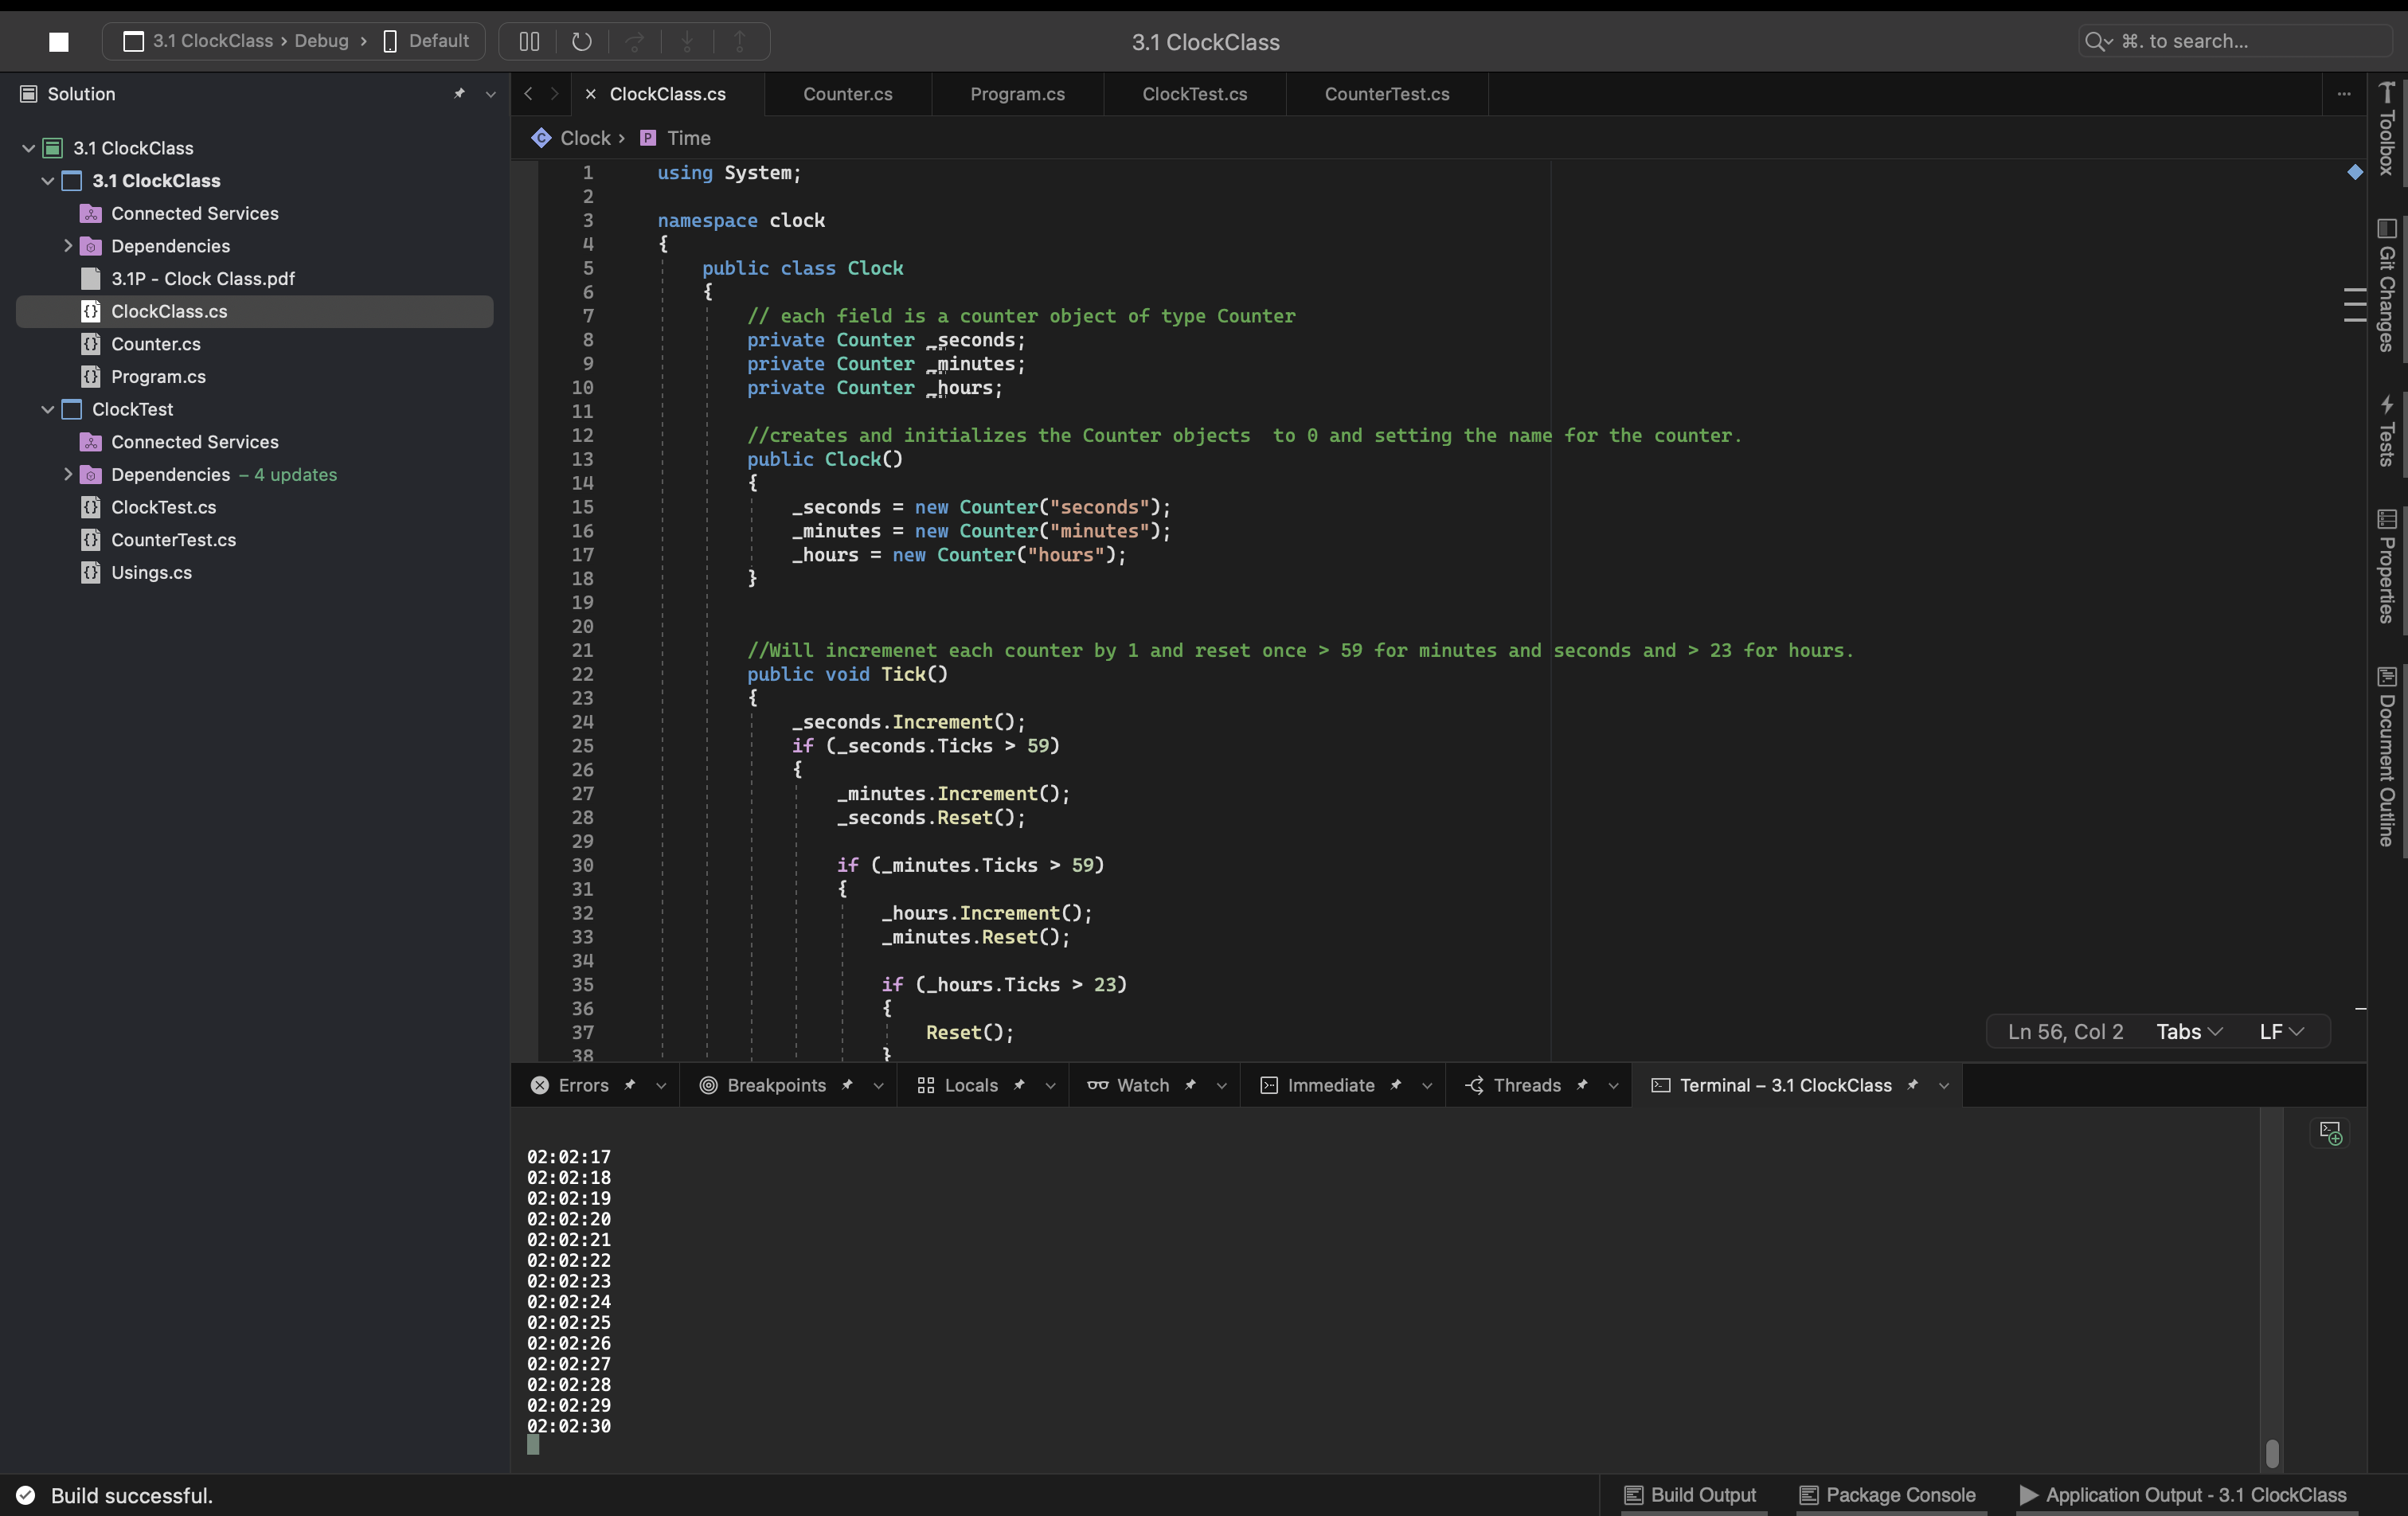 3.1 ClockClass › Debug › Default
3.1 ClockClass
⌘. to search...
Solution
3.1 ClockClass
3.1 ClockClass
Connected Services
Dependencies
3.1P - Clock Class.pdf
ClockClass.cs
Counter.cs
Program.cs
ClockTest
Connected Services
Dependencies – 4 updates
ClockTest.cs
CounterTest.cs
Usings.cs
ClockClass.cs Counter.cs Program.cs ClockTest.cs CounterTest.cs
Clock › P Time
1 using System;
2
3 namespace clock
4 {
5 public class Clock
6 {
7 // each field is a counter object of type Counter
8 private Counter _seconds;
9 private Counter _minutes;
10 private Counter _hours;
11
12 //creates and initializes the Counter objects  to 0 and setting the name for the counter.
13 public Clock()
14 {
15 _seconds = new Counter("seconds");
16 _minutes = new Counter("minutes");
17 _hours = new Counter("hours");
18 }
19
20
21 //Will incremenet each counter by 1 and reset once > 59 for minutes and seconds and > 23 for hours.
22 public void Tick()
23 {
24 _seconds.Increment();
25 if (_seconds.Ticks > 59)
26 {
27 _minutes.Increment();
28 _seconds.Reset();
29
30 if (_minutes.Ticks > 59)
31 {
32 _hours.Increment();
33 _minutes.Reset();
34
35 if (_hours.Ticks > 23)
36 {
37 Reset();
38 }
Ln 56, Col 2 Tabs LF
Toolbox
Git Changes
Tests
Properties
Document Outline
Errors Breakpoints Locals Watch Immediate Threads Terminal – 3.1 ClockClass
02:02:17
02:02:18
02:02:19
02:02:20
02:02:21
02:02:22
02:02:23
02:02:24
02:02:25
02:02:26
02:02:27
02:02:28
02:02:29
02:02:30
Build successful.
Build Output Package Console Application Output - 3.1 ClockClass